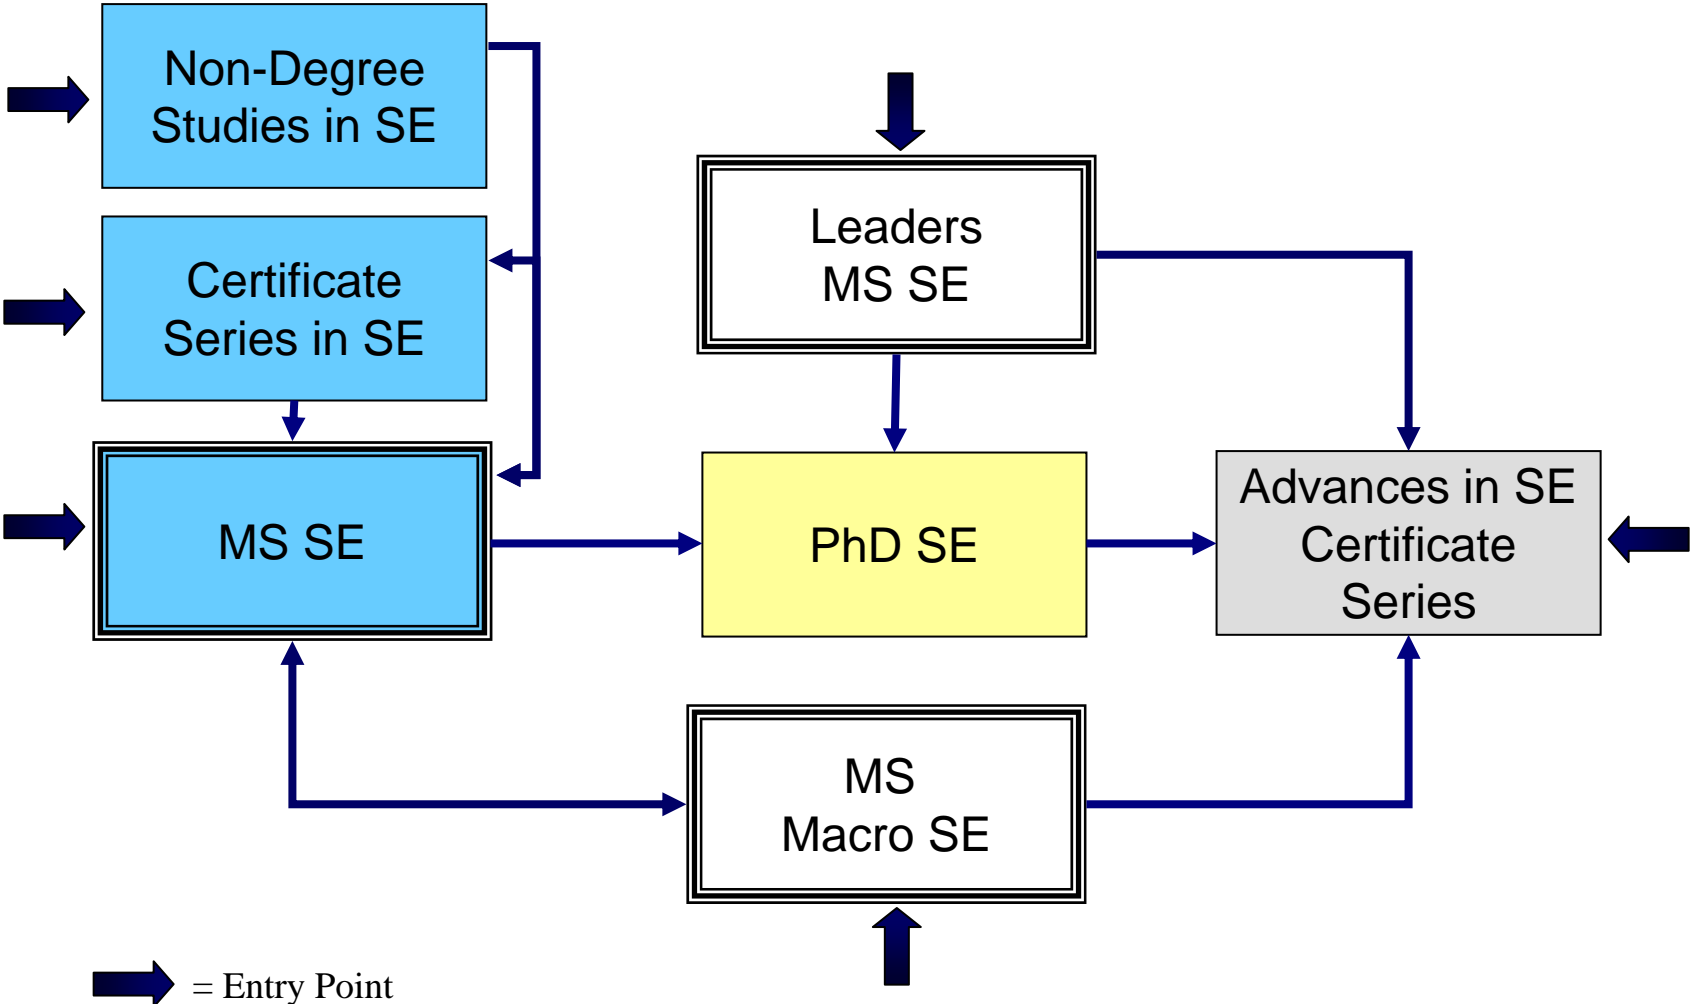 Non-Degree
Studies in SE
Certificate
Series in SE
MS SE
Leaders
MS SE
PhD SE
Advances in SE
Certificate
Series
MS
Macro SE
= Entry Point